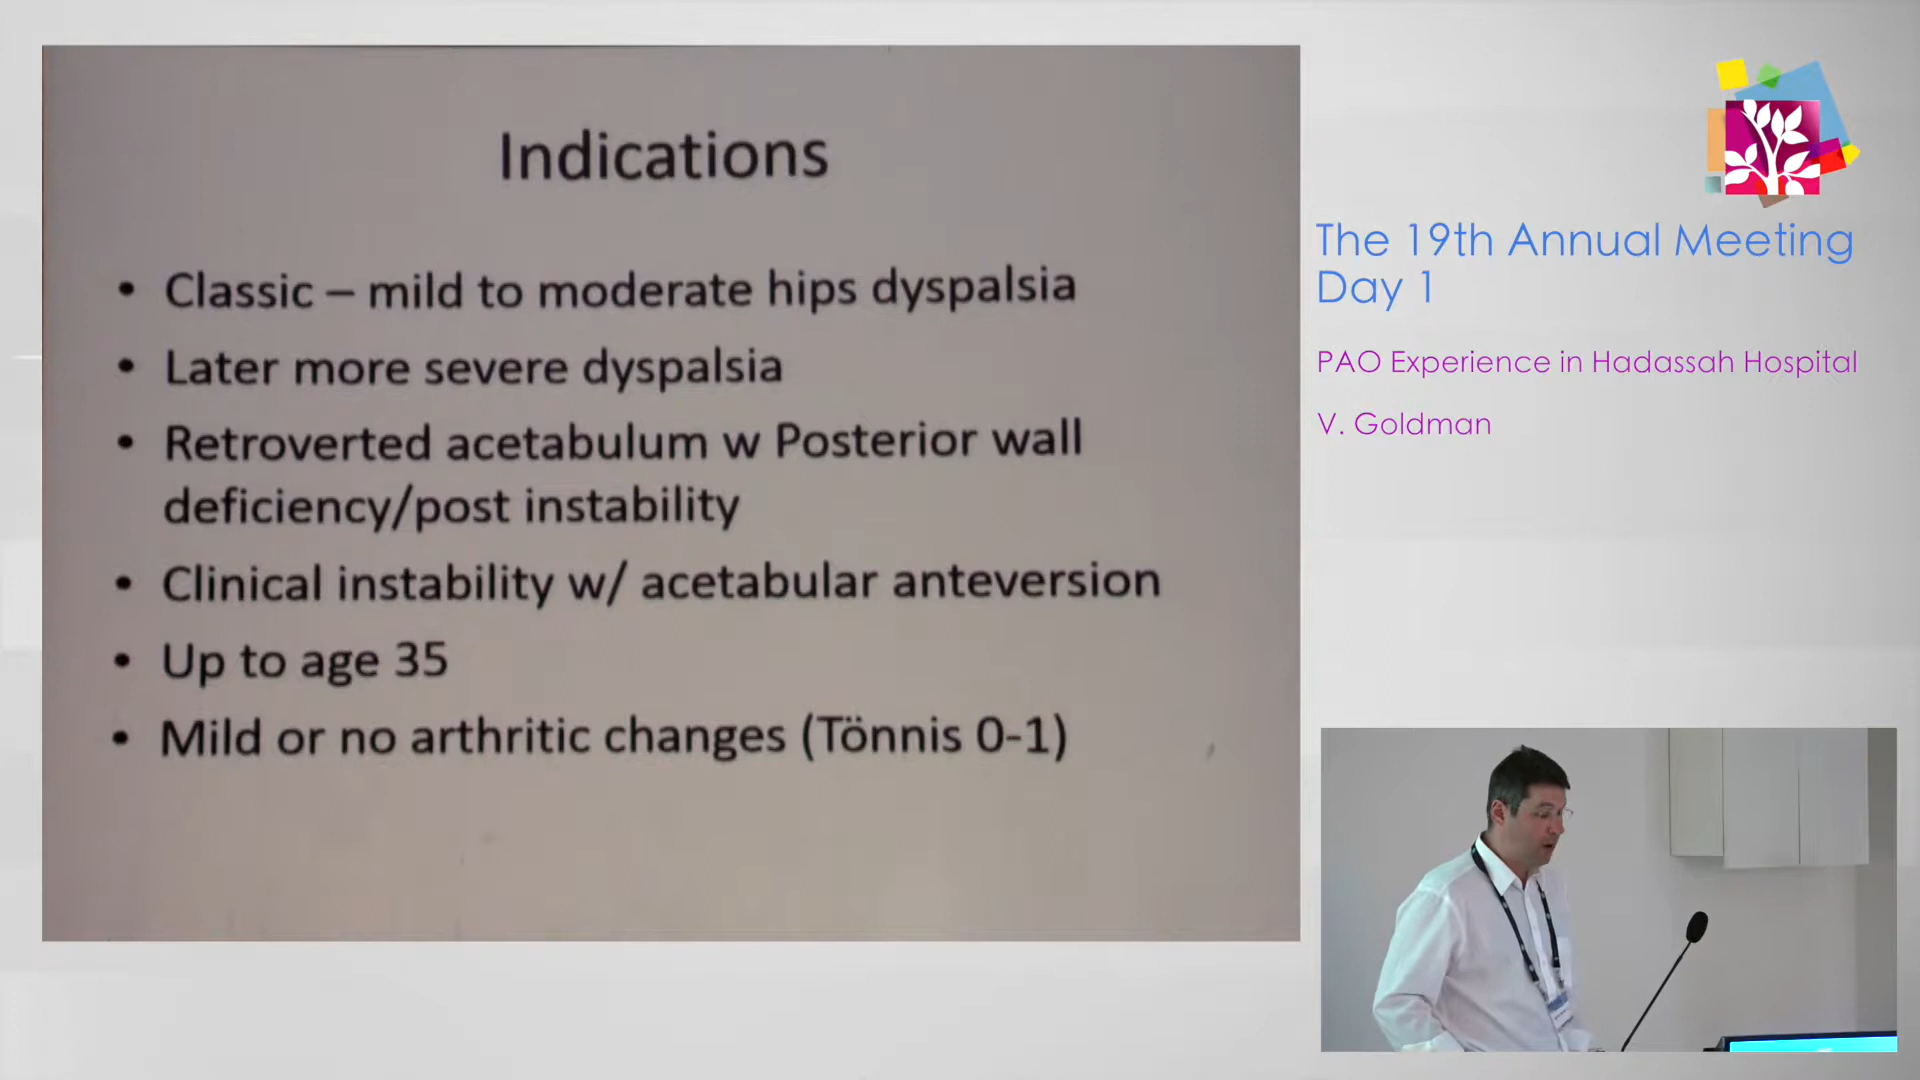 Indications
• Classic – mild to moderate hips dyspalsia
• Later more severe dyspalsia
• Retroverted acetabulum w Posterior wall
deficiency/post instability
• Clinical instability w/ acetabular anteversion
• Up to age 35
• Mild or no arthritic changes (Tönnis 0-1)
The 19th Annual Meeting
Day 1
PAO Experience in Hadassah Hospital
V. Goldman